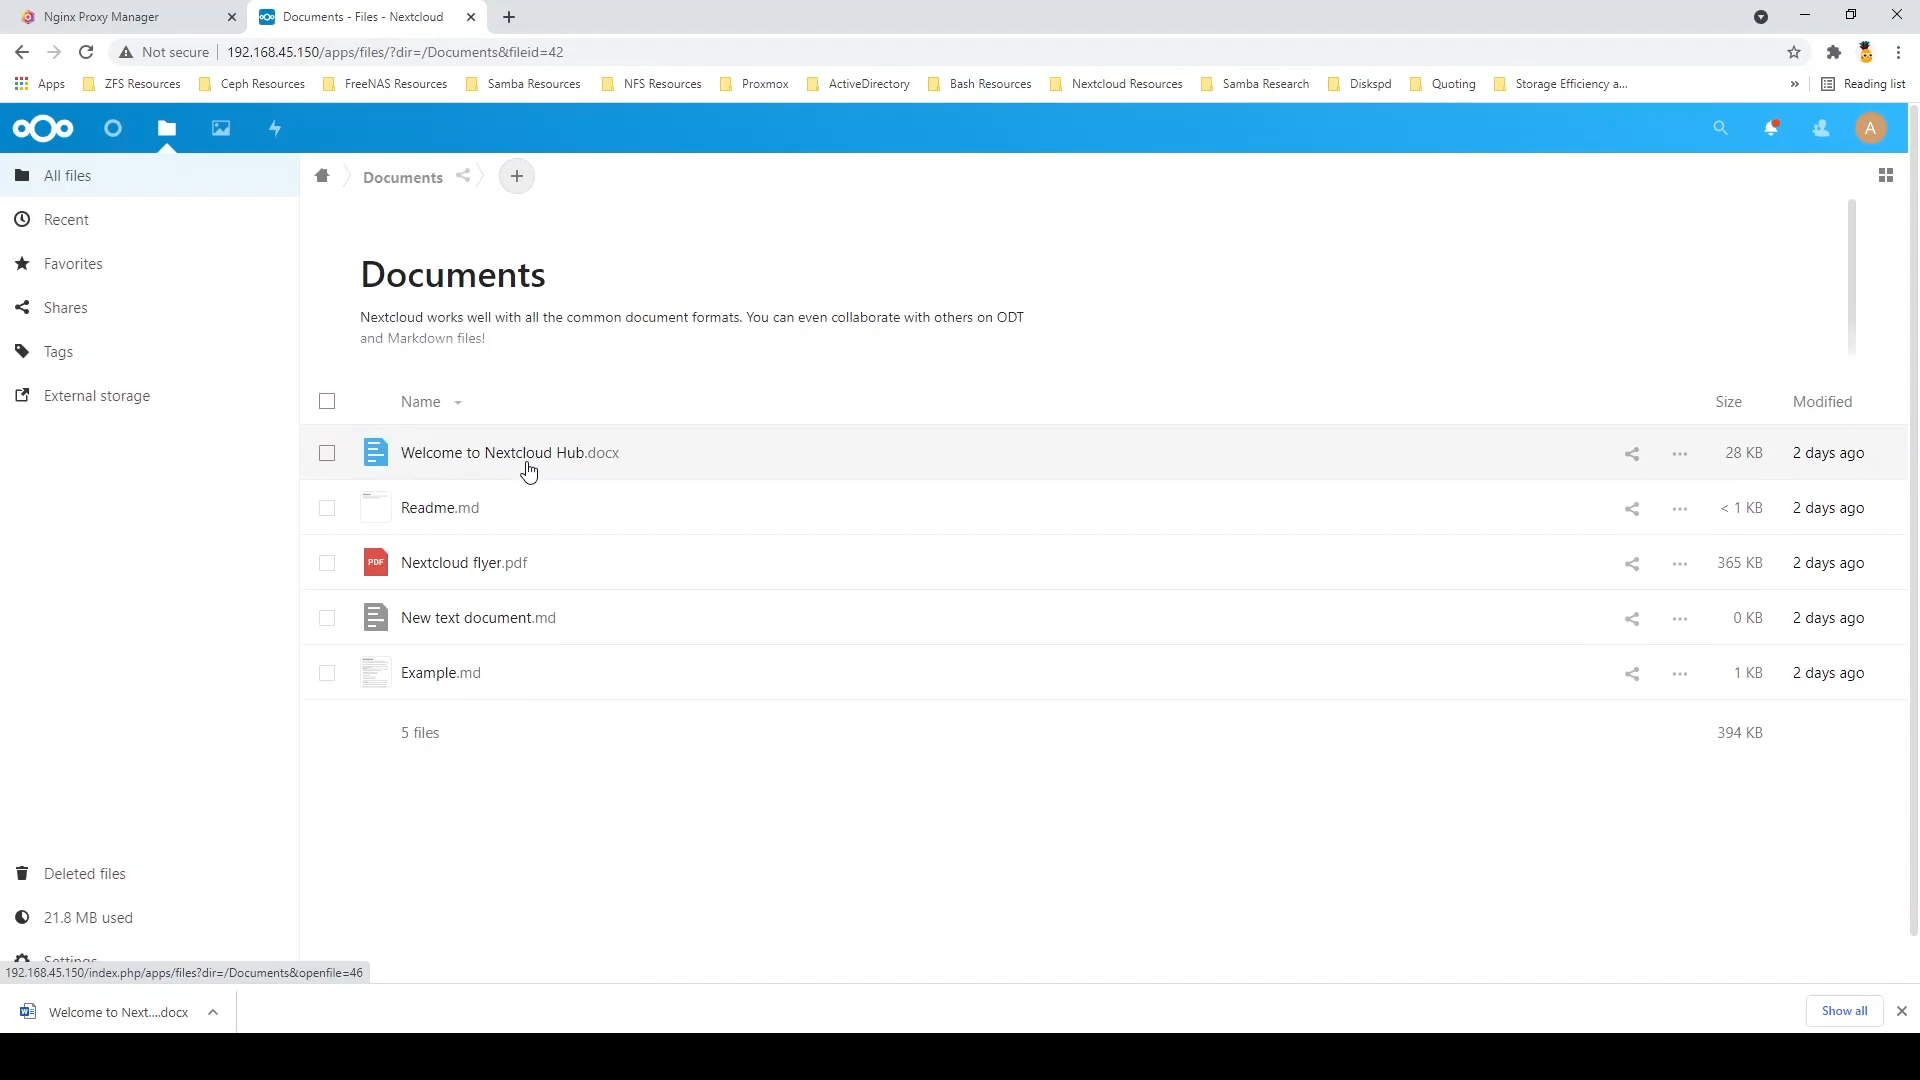 Nginx Proxy Manager
Documents - Files - Nextcloud
Not secure
192.168.45.150/apps/files/?dir=/Documents&fileid=42
Apps
ZFS Resources
Ceph Resources
FreeNAS Resources
Samba Resources
NFS Resources
Proxmox
ActiveDirectory
Bash Resources
Nextcloud Resources
Samba Research
Diskspd
Quoting
Storage Efficiency a...
»
Reading list
A
All files
Recent
Favorites
Shares
Tags
External storage
Documents
Documents
Nextcloud works well with all the common document formats. You can even collaborate with others on ODT
and Markdown files!
Name
Size
Modified
Welcome to Nextcloud Hub.docx
28 KB
2 days ago
Readme.md
< 1 KB
2 days ago
PDF
Nextcloud flyer.pdf
365 KB
2 days ago
New text document.md
0 KB
2 days ago
Example.md
1 KB
2 days ago
5 files
394 KB
Deleted files
21.8 MB used
Settings
192.168.45.150/index.php/apps/files?dir=/Documents&openfile=46
Welcome to Next....docx
Show all